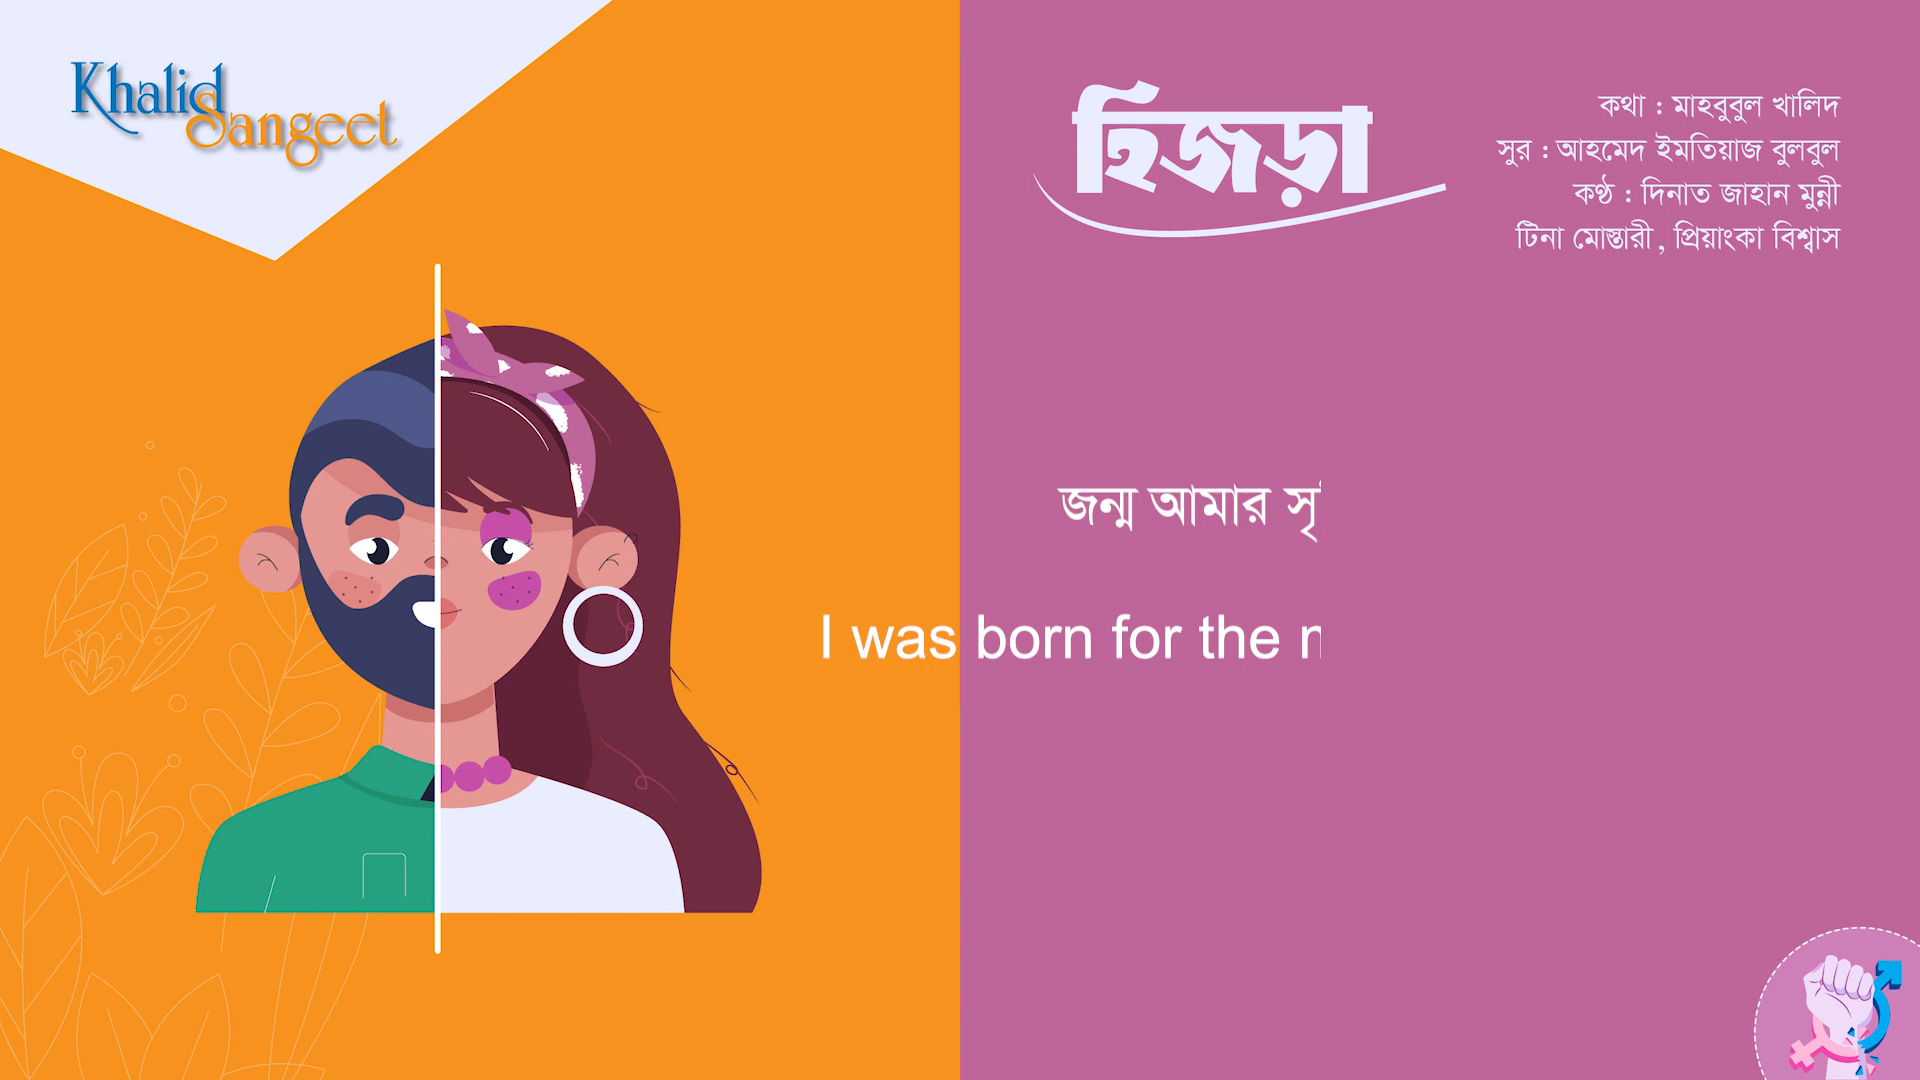 Khalid
Sangeet
হিজড়া
কথা : মাহবুবুল খালিদ
সুর : আহমেদ ইমতিয়াজ বুলবুল
কণ্ঠ : দিনাত জাহান মুন্নী
টিনা মোস্তারী, প্রিয়াংকা বিশ্বাস
জন্ম আমার
I was born for the